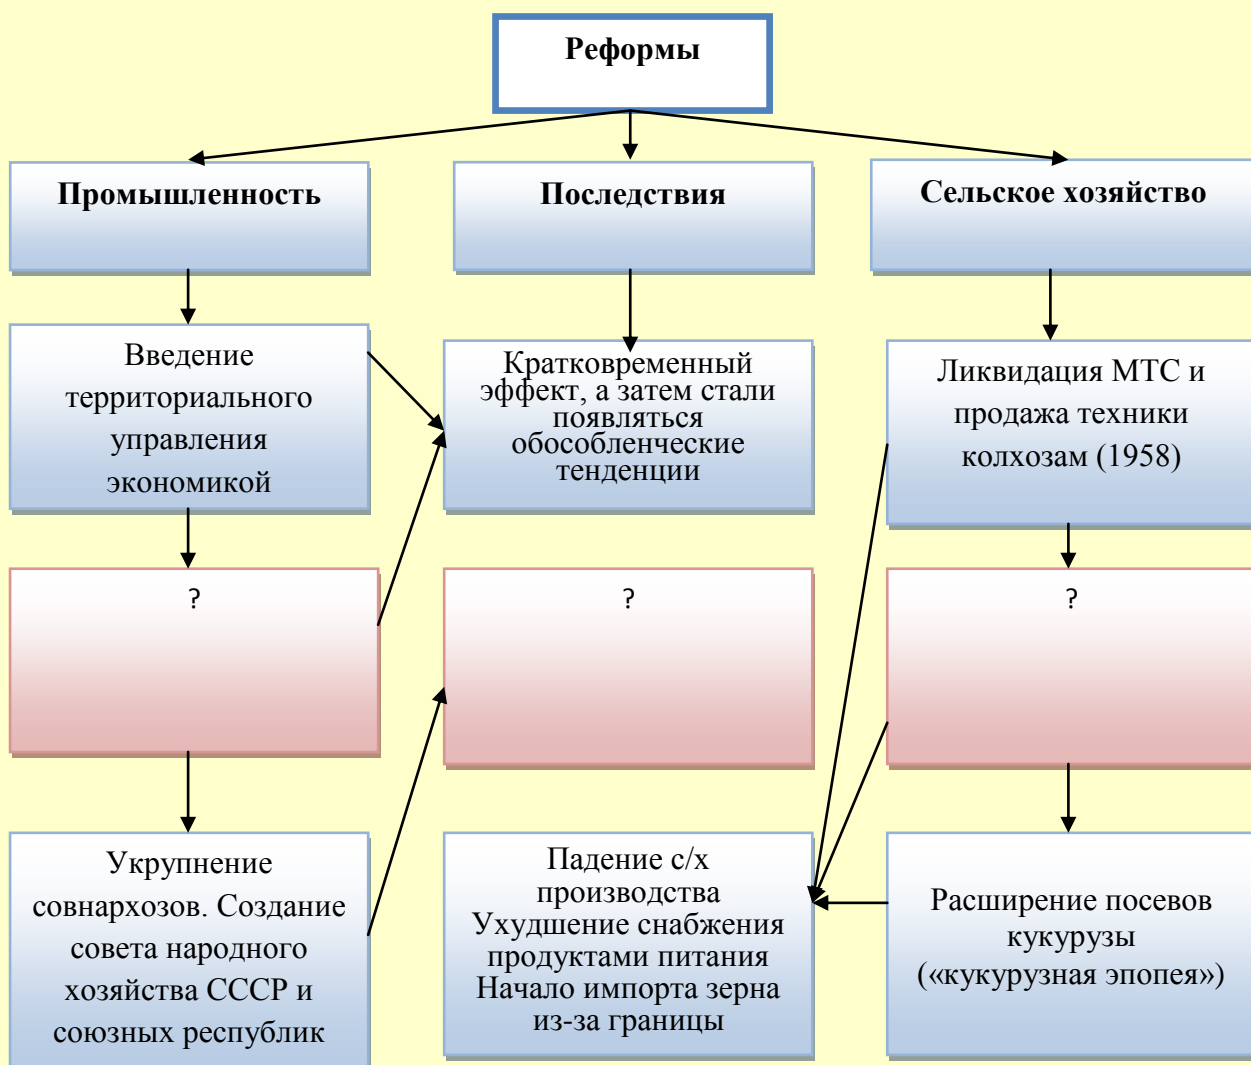 Реформы
Промышленность
Последствия
Сельское хозяйство
Введение
территориального
управления
экономикой
Кратковременный
эффект, а затем стали
появляться
обособленческие
тенденции
Ликвидация МТС и
продажа техники
колхозам (1958)
?
?
?
Укрупнение
совнархозов. Создание
совета народного
хозяйства СССР и
союзных республик
Падение с/х
производства
Ухудшение снабжения
продуктами питания
Начало импорта зерна
из-за границы
Расширение посевов
кукурузы
(«кукурузная эпопея»)